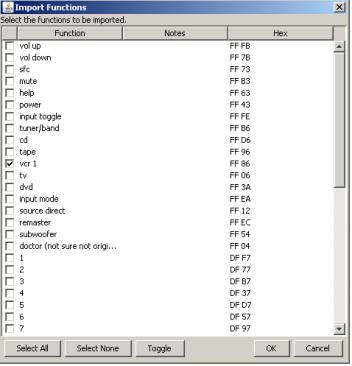 Import Functions
Select the functions to be imported.
Function Notes Hex
vol up FF FB
vol down FF 7B
sfc FF 73
mute FF B3
help FF 63
power FF 43
input toggle FF FE
tuner/band FF B6
cd FF D6
tape FF 96
vcr 1 FF 86
tv FF 06
dvd FF 3A
input mode FF EA
source direct FF 12
remaster FF EC
subwoofer FF 54
doctor (not sure not origi... FF 04
1 DF F7
2 DF 77
3 DF B7
4 DF 37
5 DF D7
6 DF 57
7 DF 97
Select All Select None Toggle OK Cancel